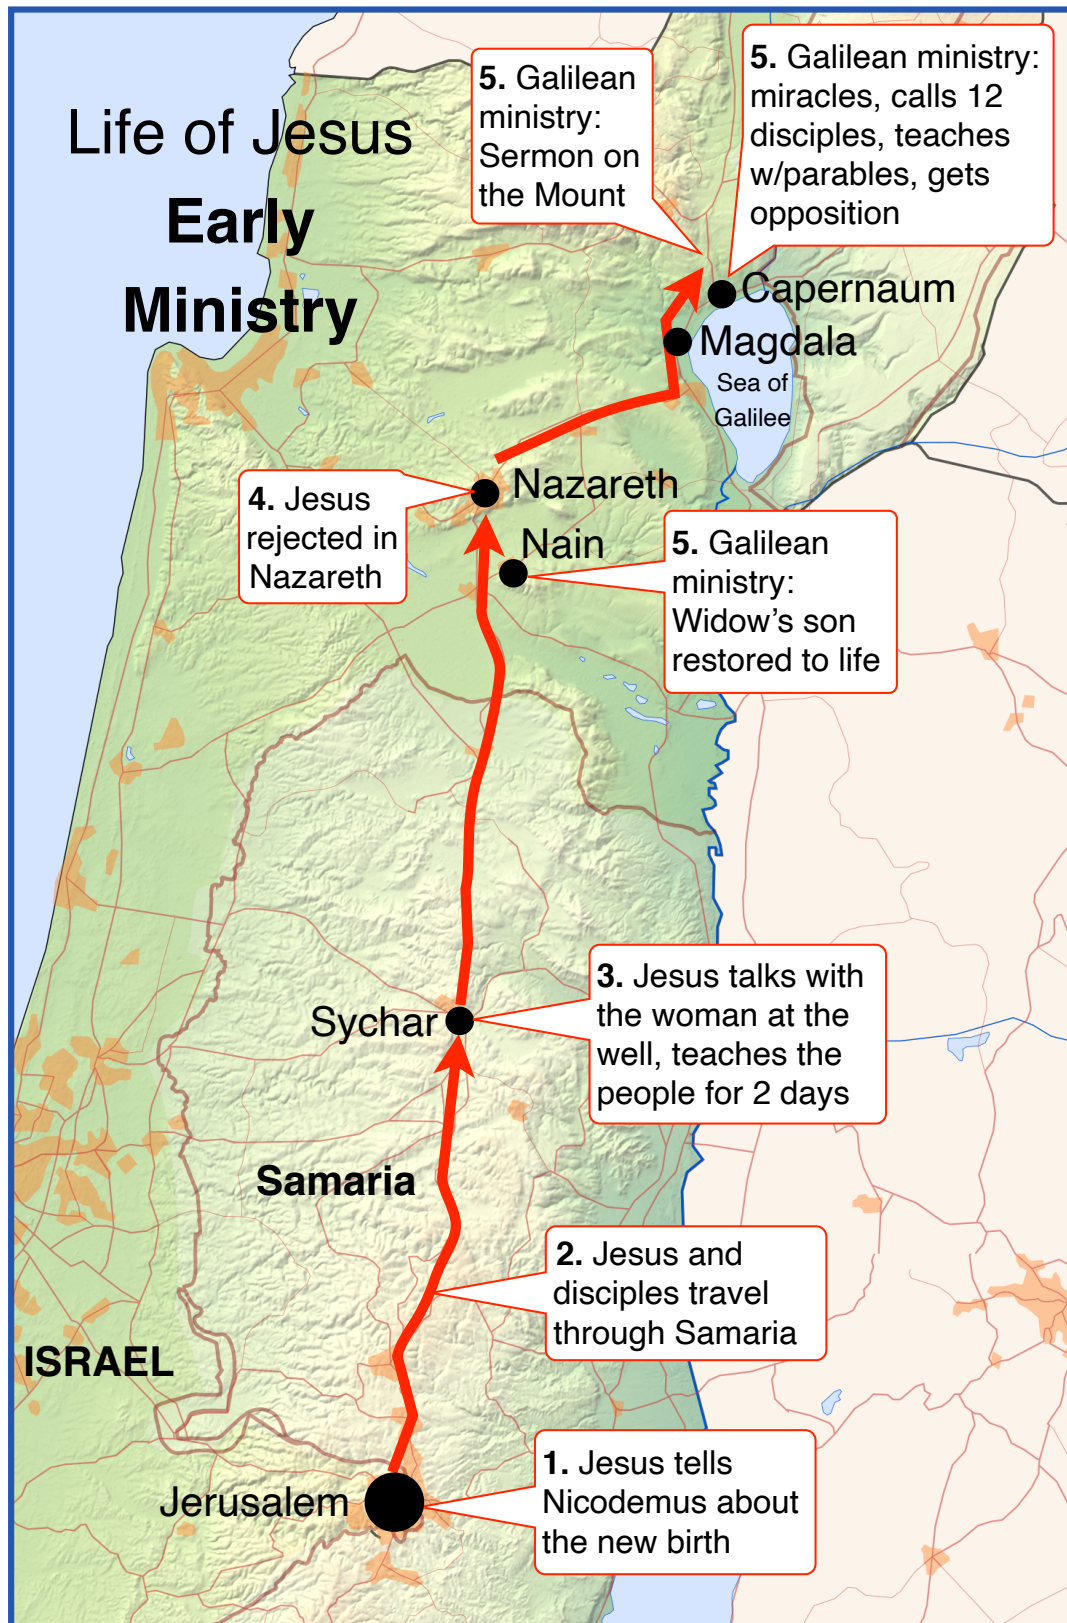 Life of Jesus
Early
Ministry
5. Galilean
ministry:
Sermon on
the Mount
5. Galilean ministry:
miracles, calls 12
disciples, teaches
w/parables, gets
opposition
Capernaum
Magdala
Sea of
Galilee
Nazareth
4. Jesus
rejected in
Nazareth
Nain
5. Galilean
ministry:
Widow’s son
restored to life
Sychar
3. Jesus talks with
the woman at the
well, teaches the
people for 2 days
Samaria
2. Jesus and
disciples travel
through Samaria
ISRAEL
Jerusalem
1. Jesus tells
Nicodemus about
the new birth